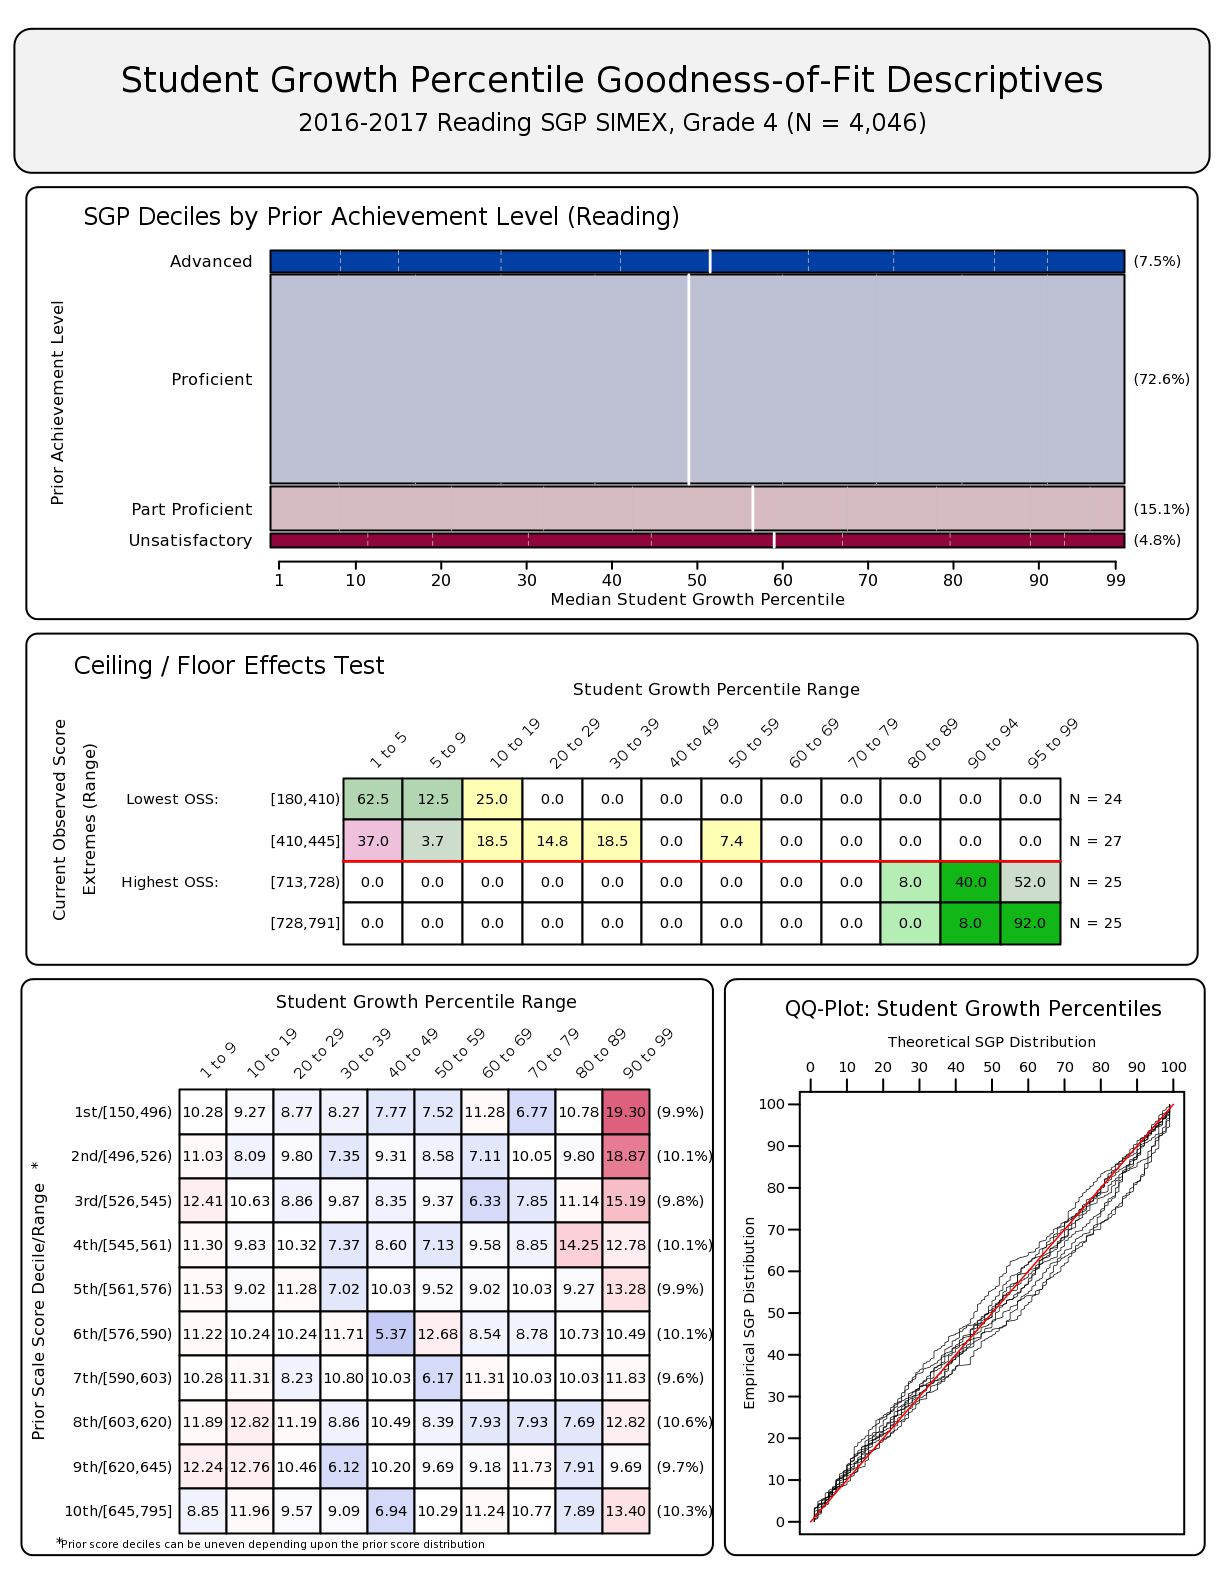 Student Growth Percentile Goodness-of-Fit Descriptives
2016-2017 Reading SGP SIMEX, Grade 4 (N = 4,046)
SGP Deciles by Prior Achievement Level (Reading)
Prior Achievement Level
Advanced (7.5%)
Proficient (72.6%)
Part Proficient (15.1%)
Unsatisfactory (4.8%)
1 10 20 30 40 50 60 70 80 90 99
Median Student Growth Percentile
Ceiling / Floor Effects Test
Student Growth Percentile Range
Current Observed Score
Extremes (Range)
1 to 5 5 to 9 10 to 19 20 to 29 30 to 39 40 to 49 50 to 59 60 to 69 70 to 79 80 to 89 90 to 94 95 to 99
Lowest OSS: [180,410) 62.5 12.5 25.0 0.0 0.0 0.0 0.0 0.0 0.0 0.0 0.0 0.0 N = 24
[410,445] 37.0 3.7 18.5 14.8 18.5 0.0 7.4 0.0 0.0 0.0 0.0 0.0 N = 27
Highest OSS: [713,728) 0.0 0.0 0.0 0.0 0.0 0.0 0.0 0.0 0.0 8.0 40.0 52.0 N = 25
[728,791] 0.0 0.0 0.0 0.0 0.0 0.0 0.0 0.0 0.0 0.0 8.0 92.0 N = 25
Student Growth Percentile Range
Prior Scale Score Decile/Range *
1 to 9 10 to 19 20 to 29 30 to 39 40 to 49 50 to 59 60 to 69 70 to 79 80 to 89 90 to 99
1st/[150,496) 10.28 9.27 8.77 8.27 7.77 7.52 11.28 6.77 10.78 19.30 (9.9%)
2nd/[496,526) 11.03 8.09 9.80 7.35 9.31 8.58 7.11 10.05 9.80 18.87 (10.1%)
3rd/[526,545) 12.41 10.63 8.86 9.87 8.35 9.37 6.33 7.85 11.14 15.19 (9.8%)
4th/[545,561) 11.30 9.83 10.32 7.37 8.60 7.13 9.58 8.85 14.25 12.78 (10.1%)
5th/[561,576) 11.53 9.02 11.28 7.02 10.03 9.52 9.02 10.03 9.27 13.28 (9.9%)
6th/[576,590) 11.22 10.24 10.24 11.71 5.37 12.68 8.54 8.78 10.73 10.49 (10.1%)
7th/[590,603) 10.28 11.31 8.23 10.80 10.03 6.17 11.31 10.03 10.03 11.83 (9.6%)
8th/[603,620) 11.89 12.82 11.19 8.86 10.49 8.39 7.93 7.93 7.69 12.82 (10.6%)
9th/[620,645) 12.24 12.76 10.46 6.12 10.20 9.69 9.18 11.73 7.91 9.69 (9.7%)
10th/[645,795] 8.85 11.96 9.57 9.09 6.94 10.29 11.24 10.77 7.89 13.40 (10.3%)
*Prior score deciles can be uneven depending upon the prior score distribution
QQ-Plot: Student Growth Percentiles
Theoretical SGP Distribution
0 10 20 30 40 50 60 70 80 90 100
Empirical SGP Distribution
100
90
80
70
60
50
40
30
20
10
0